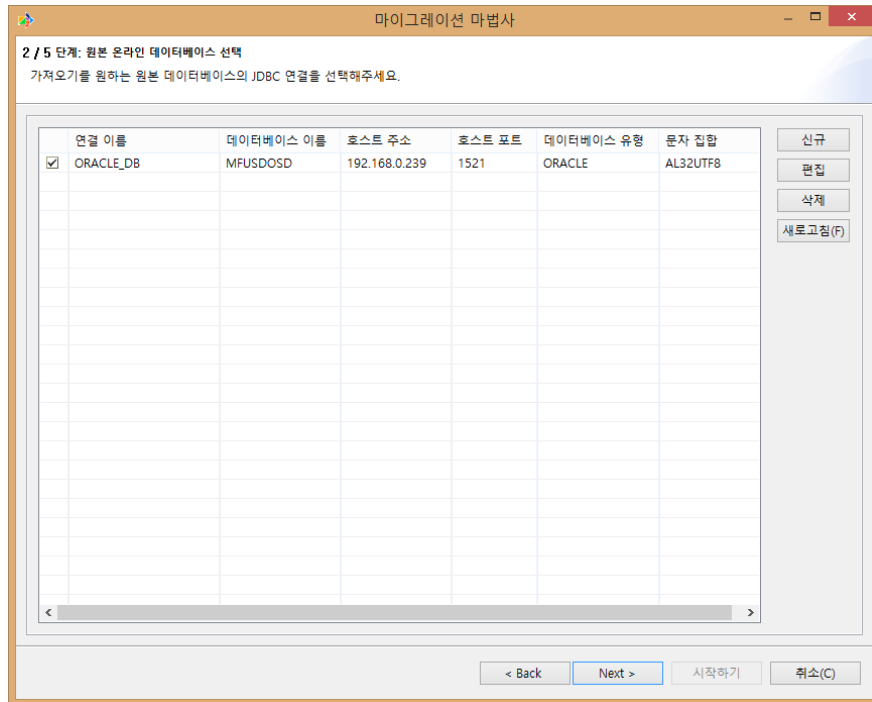 마이그레이션 마법사
2 / 5 단계: 원본 온라인 데이터베이스 선택
가져오기를 원하는 원본 데이터베이스의 JDBC 연결을 선택해주세요.
연결 이름 데이터베이스 이름 호스트 주소 호스트 포트 데이터베이스 유형 문자 집합
ORACLE_DB MFUSDOSD 192.168.0.239 1521 ORACLE AL32UTF8
신규
편집
삭제
새로고침(F)
< Back Next > 시작하기 취소(C)